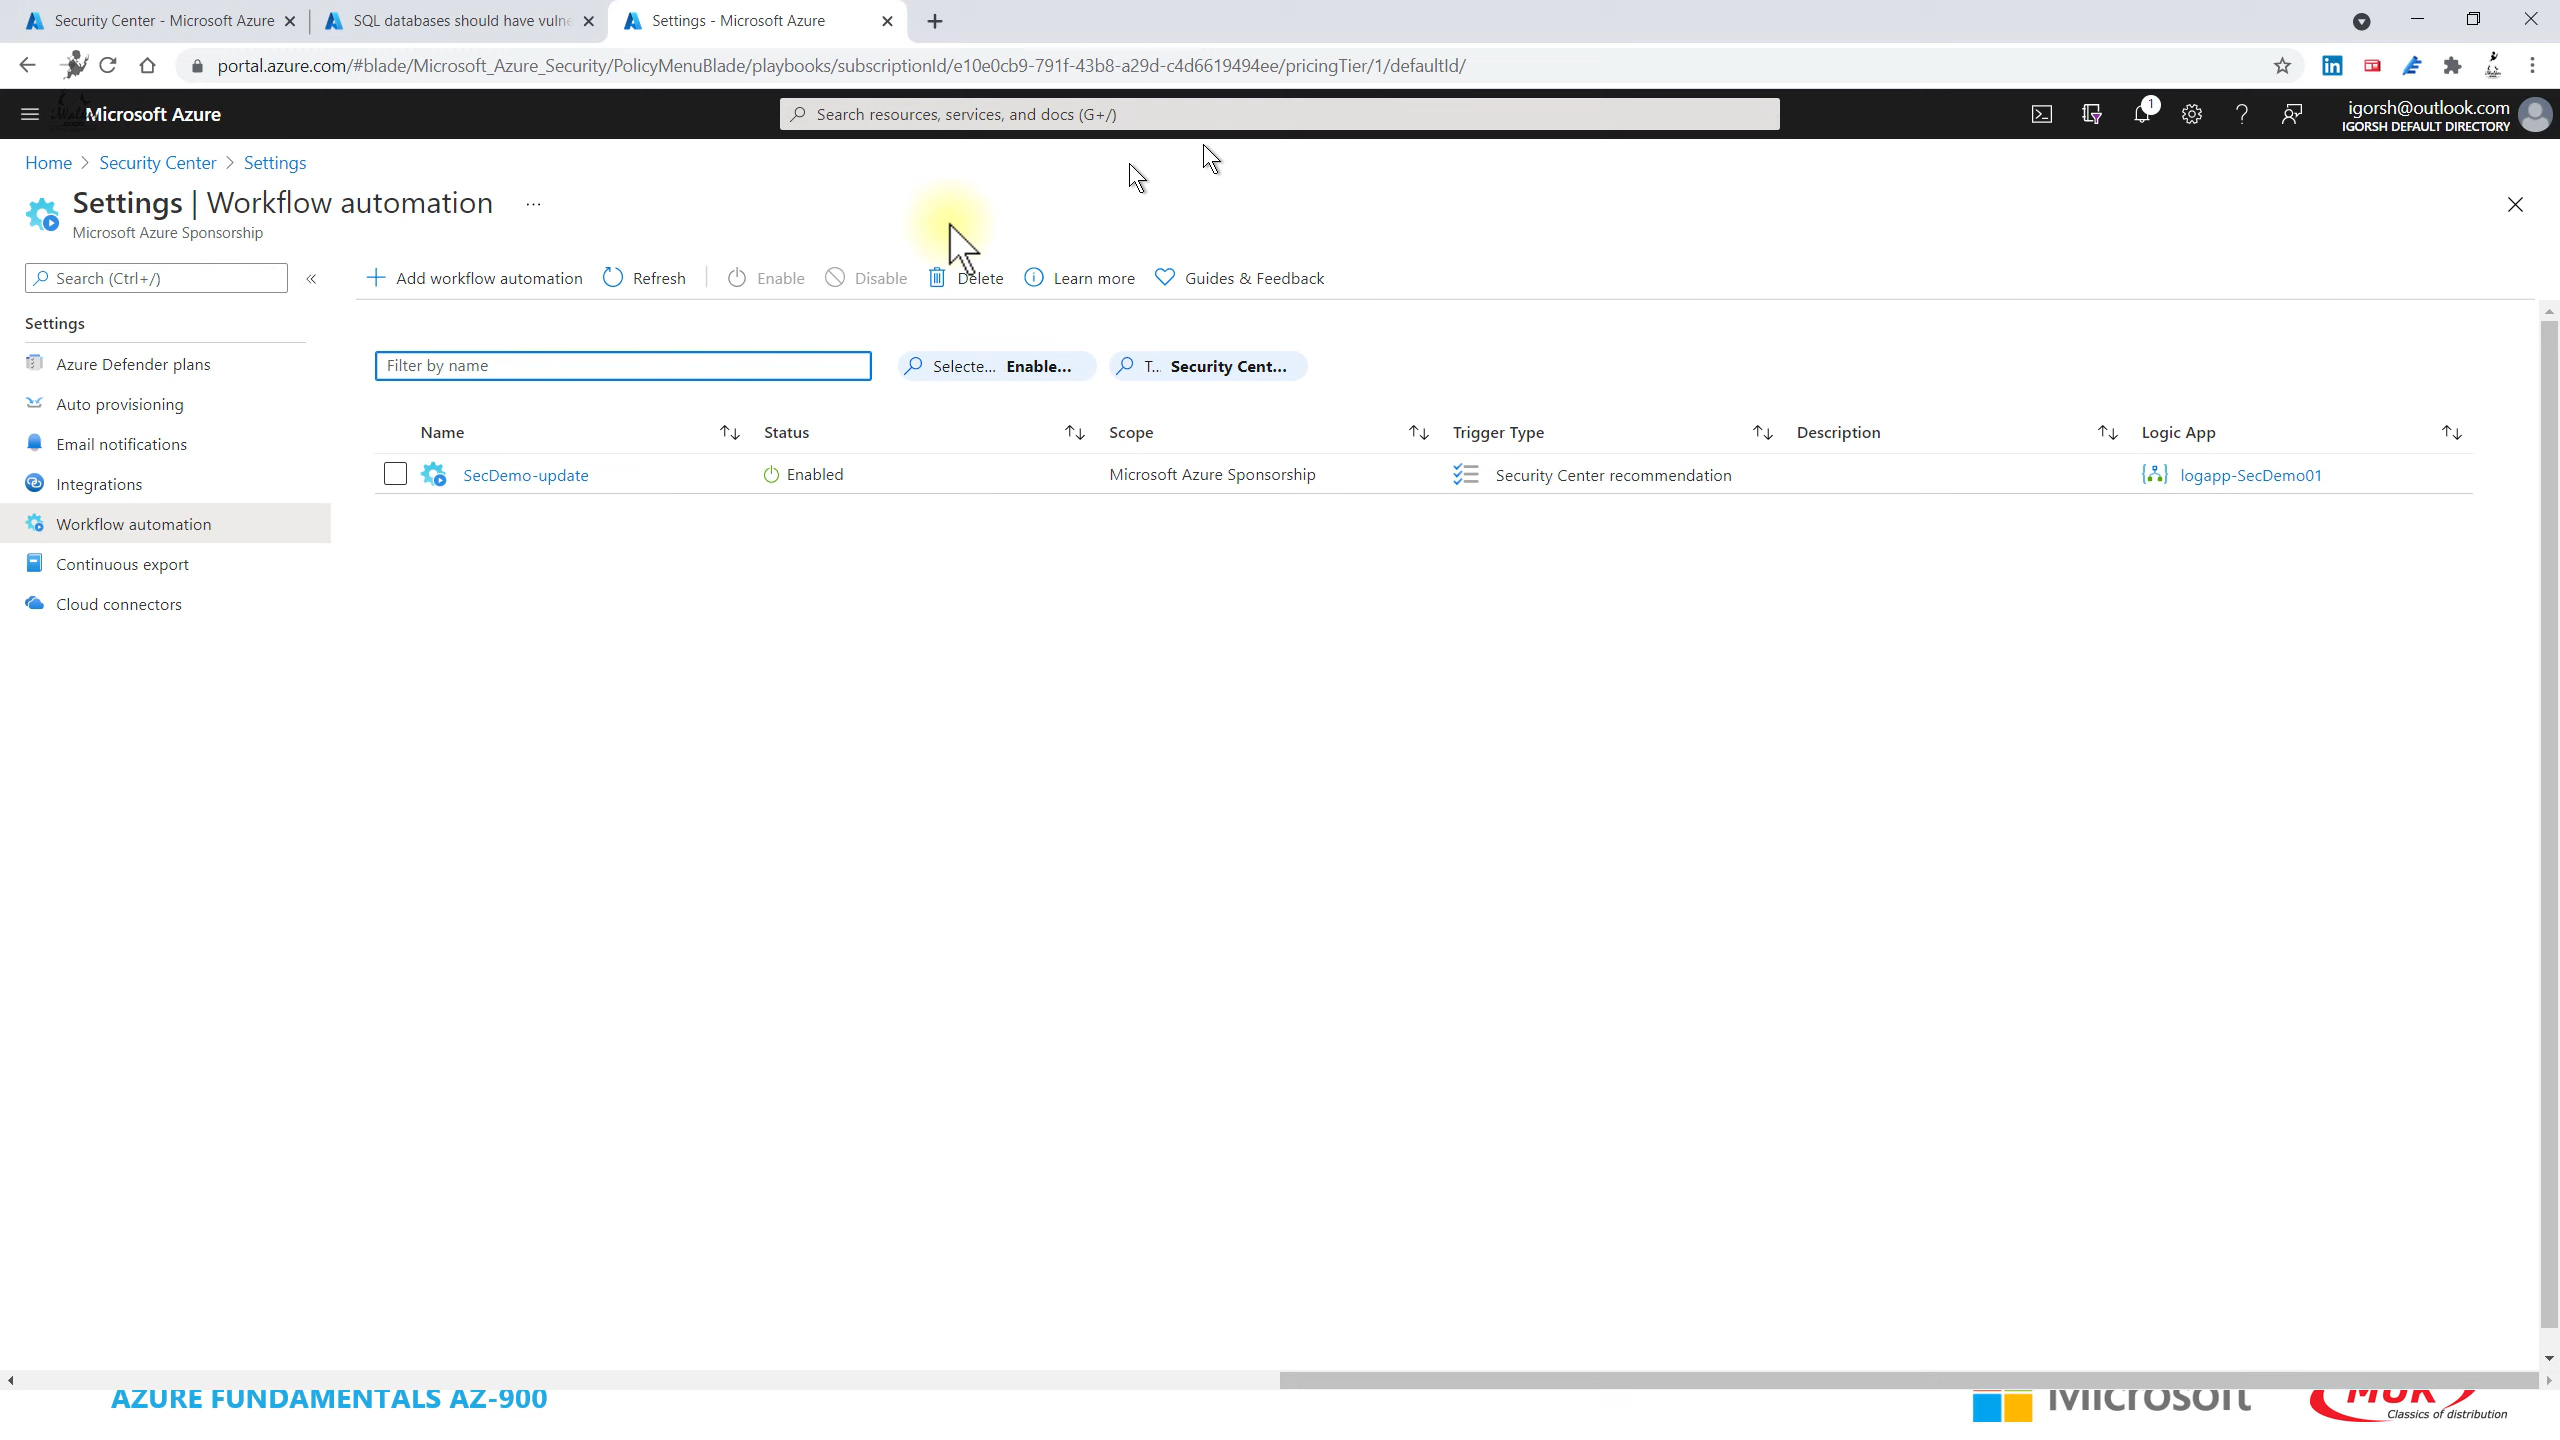 Security Center - Microsoft Azure
SQL databases should have vulne
Settings - Microsoft Azure
portal.azure.com/#blade/Microsoft_Azure_Security/PolicyMenuBlade/playbooks/subscriptionId/e10e0cb9-791f-43b8-a29d-c4d6619494ee/pricingTier/1/defaultId/
Microsoft Azure
Search resources, services, and docs (G+/)
1
igorsh@outlook.com
IGORSH DEFAULT DIRECTORY
Home > Security Center > Settings
Settings | Workflow automation ...
Microsoft Azure Sponsorship
Search (Ctrl+/)
«
Add workflow automation
Refresh
Enable
Disable
Delete
Learn more
Guides & Feedback
Settings
Azure Defender plans
Auto provisioning
Email notifications
Integrations
Workflow automation
Continuous export
Cloud connectors
Filter by name
Selecte... Enable...
T... Security Cent...
Name
Status
Scope
Trigger Type
Description
Logic App
SecDemo-update
Enabled
Microsoft Azure Sponsorship
Security Center recommendation
logapp-SecDemo01
AZURE FUNDAMENTALS AZ-900
Microsoft
MUK
Classics of distribution